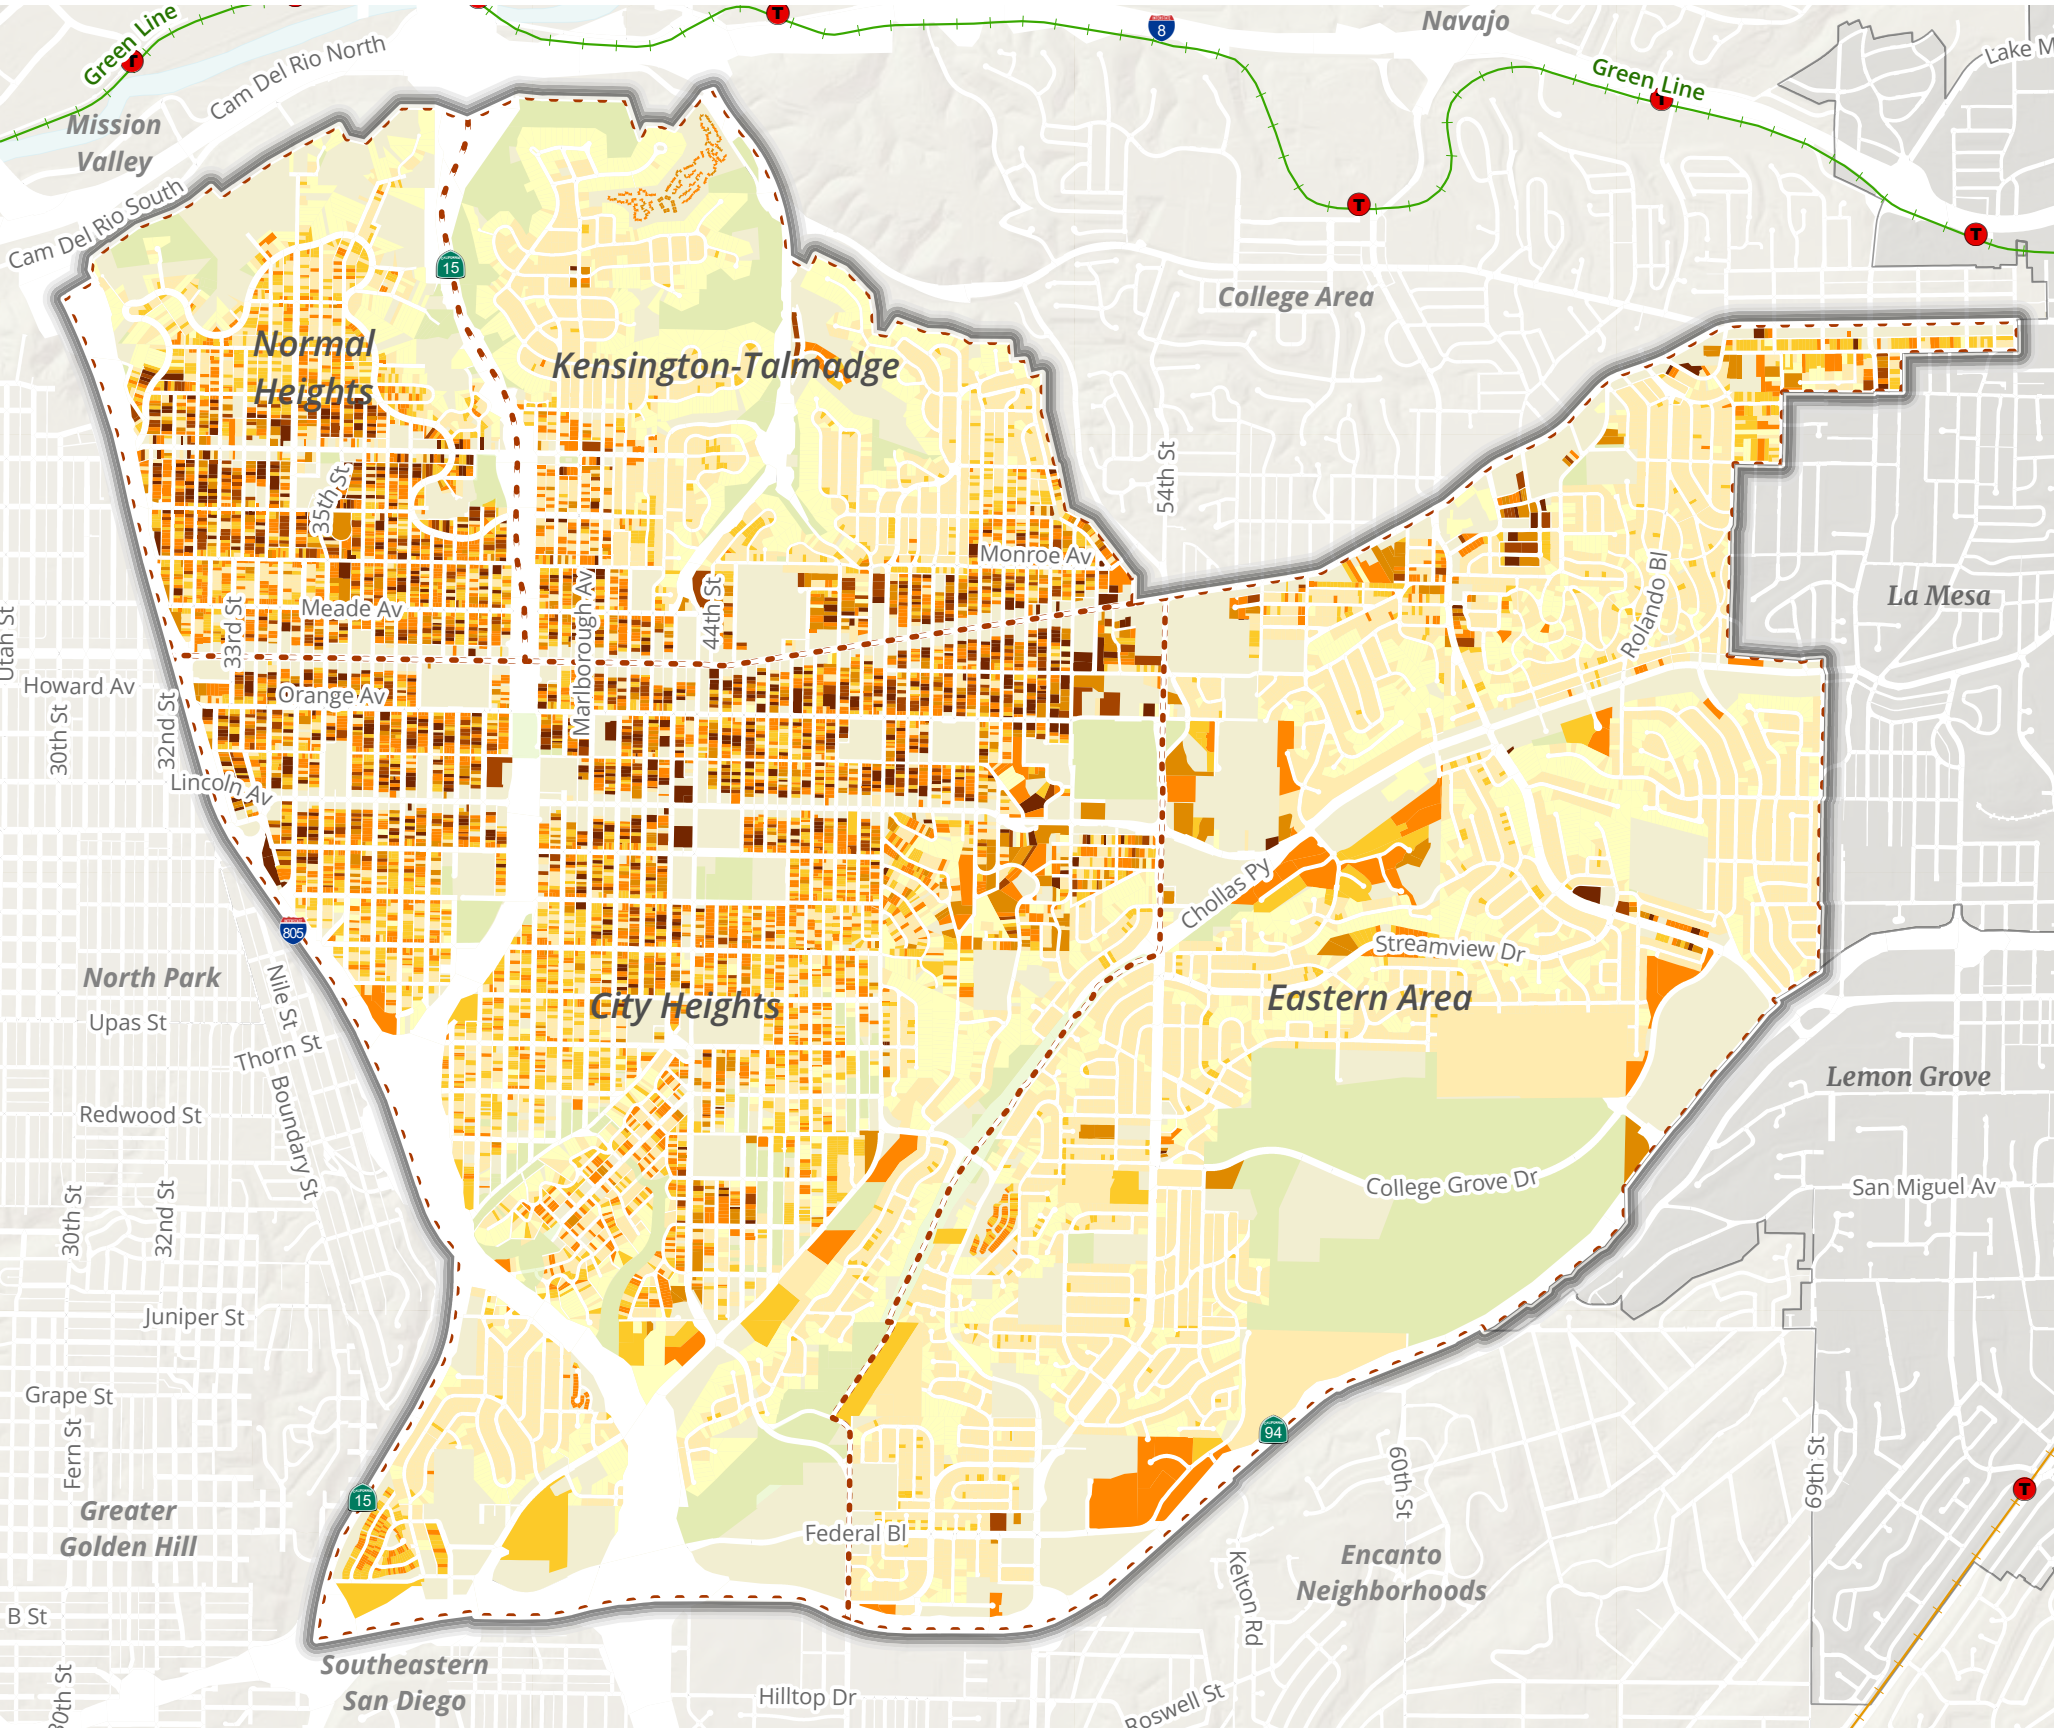 Green Line
Cam Del Rio North
8
Navajo
Green Line
Lake M
Mission
Valley
Cam Del Rio South
15
College Area
Normal
Heights
Kensington-Talmadge
35th St
54th St
Monroe Av
Meade Av
33rd St
Marlborough Av
44th St
Rolando Bl
La Mesa
Utah St
Howard Av
Orange Av
30th St
32nd St
Lincoln Av
Chollas Py
805
Streamview Dr
North Park
Nile St
City Heights
Eastern Area
Upas St
Thorn St
Boundary St
Lemon Grove
Redwood St
College Grove Dr
San Miguel Av
30th St
32nd St
Juniper St
Grape St
Fern St
94
60th St
69th St
15
Greater
Golden Hill
Federal Bl
Kelton Rd
Encanto
Neighborhoods
B St
Southeastern
San Diego
30th St
Hilltop Dr
Roswell St
T
T
T
T
T
T